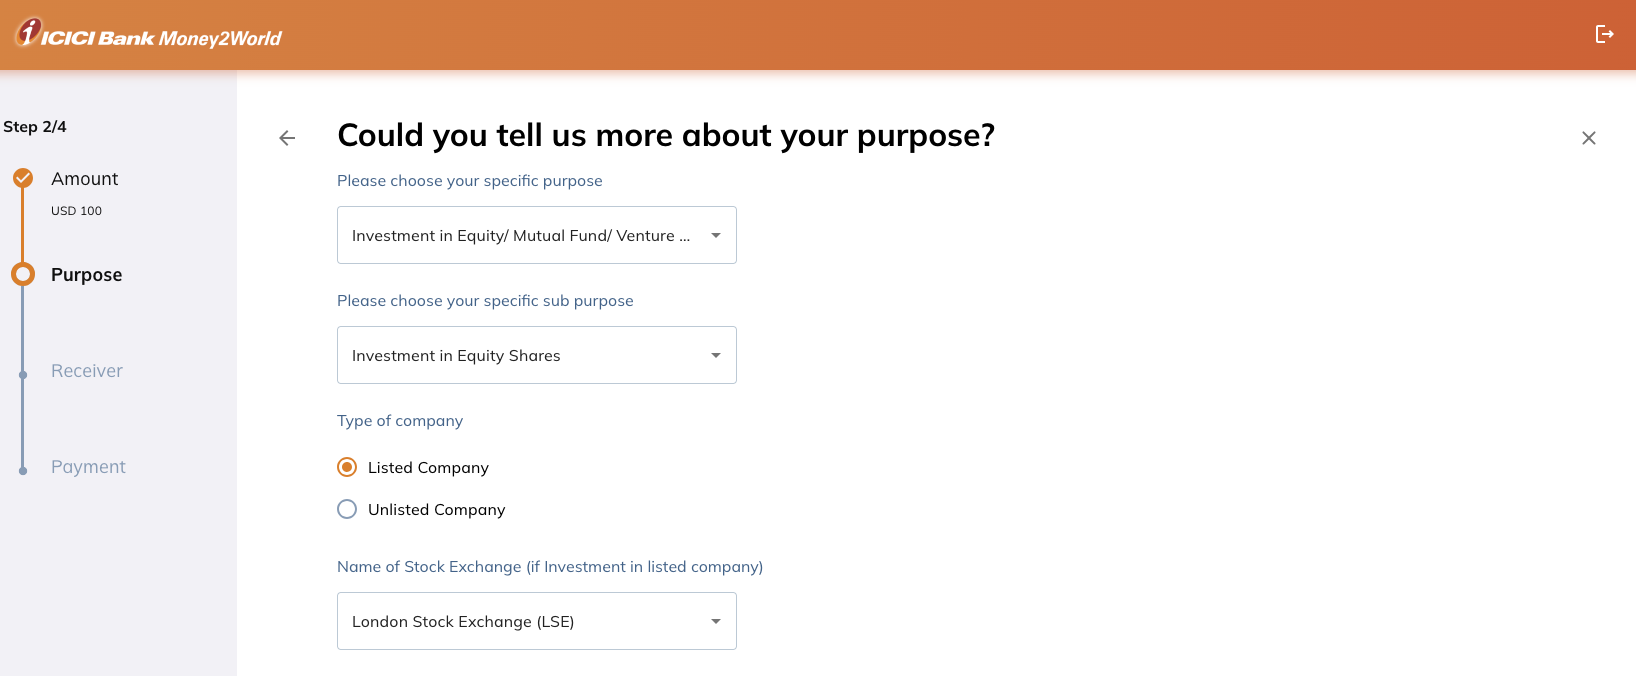 ICICI Bank Money2World
Step 2/4
Amount
USD 100
Purpose
Receiver
Payment
Could you tell us more about your purpose?
Please choose your specific purpose
Investment in Equity/ Mutual Fund/ Venture ...
Please choose your specific sub purpose
Investment in Equity Shares
Type of company
Listed Company
Unlisted Company
Name of Stock Exchange (if Investment in listed company)
London Stock Exchange (LSE)